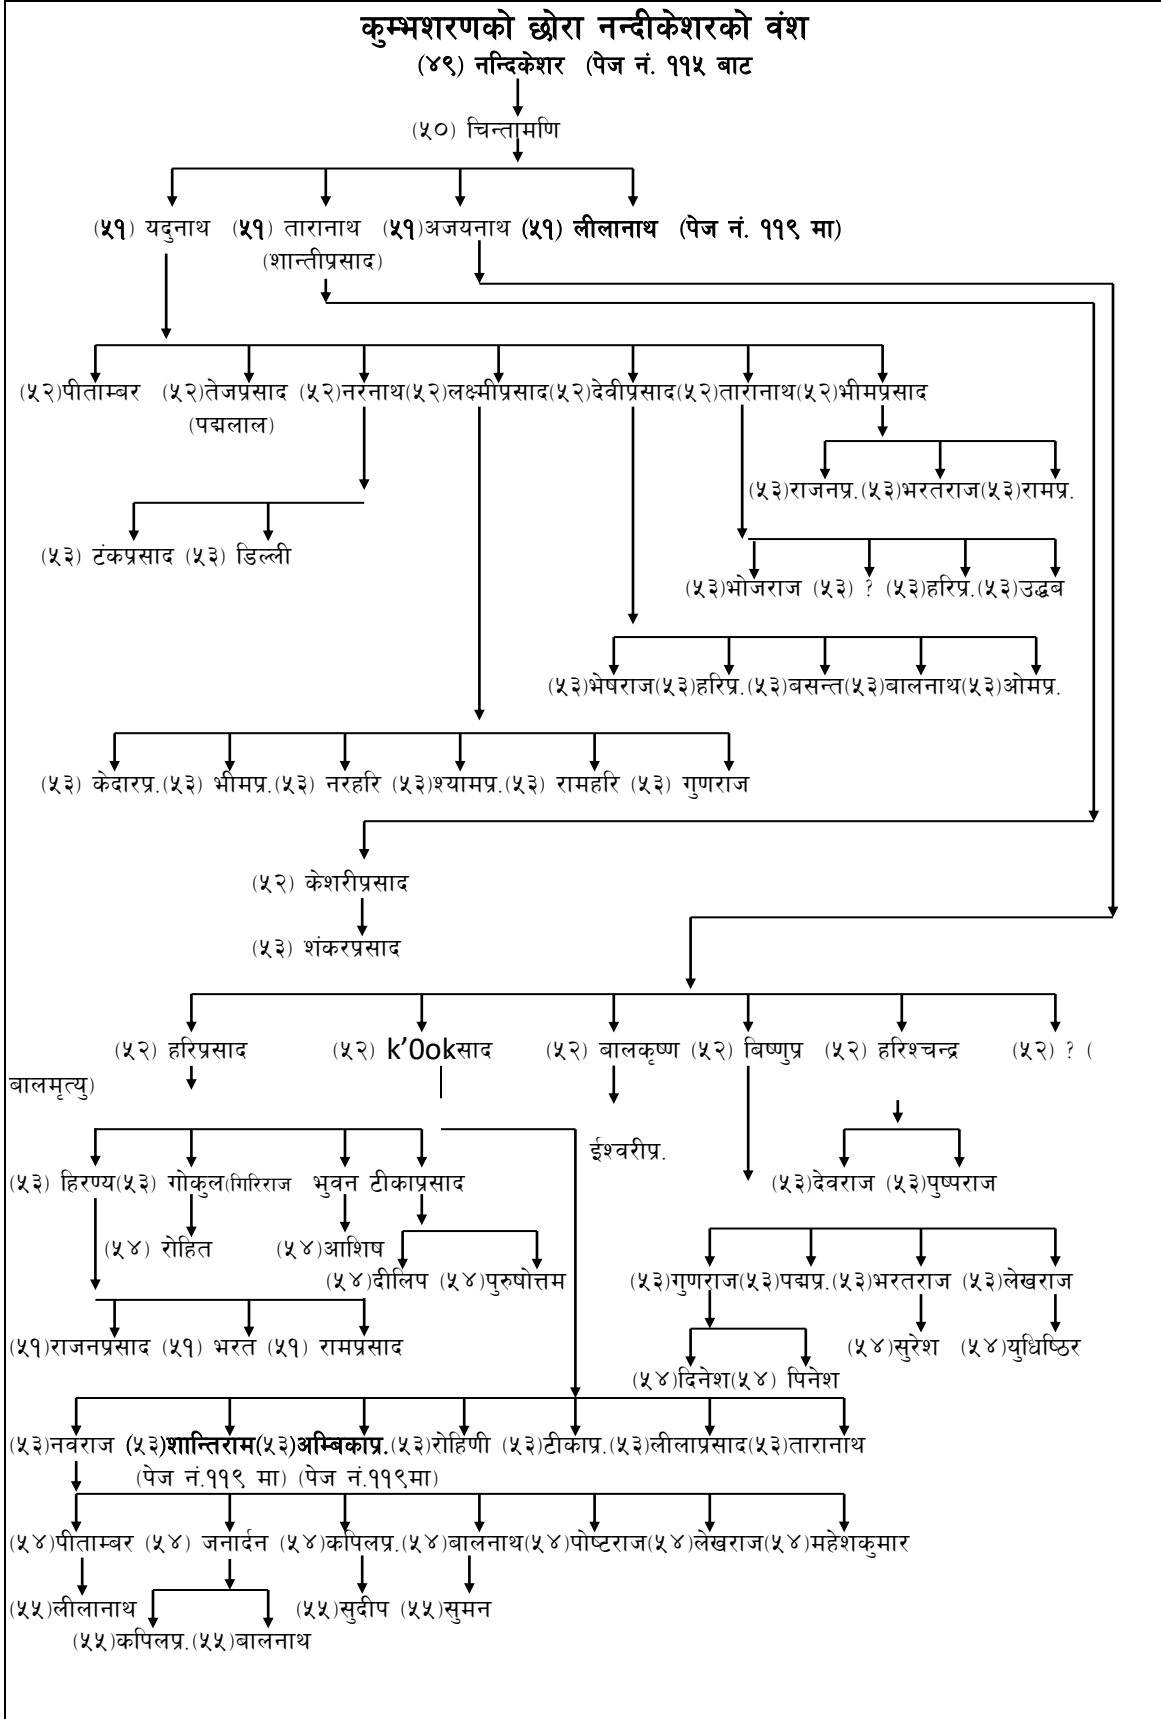 कुम्भशरणको छोरा नन्दीकेशरको वंश
(४९) नन्दिकेशर (पेज नं. ११५ बाट
(५०) चिन्तामणि
(५१) यदुनाथ (५१) तारानाथ (५१)अजयनाथ (५१) लीलानाथ (पेज नं. ११९ मा)
(शान्तीप्रसाद)
(५२)पीताम्बर (५२)तेजप्रसाद (५२)नरनाथ(५२)लक्ष्मीप्रसाद(५२)देवीप्रसाद(५२)तारानाथ(५२)भीमप्रसाद
(पद्मलाल)
(५३)राजनप्र.(५३)भरतराज(५३)रामप्र.
(५३) टंकप्रसाद (५३) डिल्ली
(५३)भोजराज (५३) ? (५३)हरिप्र.(५३)उद्धब
(५३)भेषराज(५३)हरिप्र.(५३)बसन्त(५३)बालनाथ(५३)ओमप्र.
(५३) केदारप्र.(५३) भीमप्र.(५३) नरहरि (५३)श्यामप्र.(५३) रामहरि (५३) गुणराज
(५२) केशरीप्रसाद
(५३) शंकरप्रसाद
(५२) हरिप्रसाद (५२) k’0okसाद (५२) बालकृष्ण (५२) बिष्णुप्र (५२) हरिश्चन्द्र (५२) ? (
बालमृत्यु)
ईश्वरीप्र.
(५३) हिरण्य(५३) गोकुल(गिरिराज भुवन टीकाप्रसाद (५३)देवराज (५३)पुष्पराज
(५४) रोहित (५४)आशिष
(५४)दीलिप (५४)पुरुषोत्तम (५३)गुणराज(५३)पद्मप्र.(५३)भरतराज (५३)लेखराज
(५१)राजनप्रसाद (५१) भरत (५१) रामप्रसाद (५४)सुरेश (५४)युधिष्ठिर
(५४)दिनेश(५४) पिनेश
(५३)नवराज (५३)शान्तिराम(५३)अम्बिकाप्र.(५३)रोहिणी (५३)टीकाप्र.(५३)लीलाप्रसाद(५३)तारानाथ
(पेज नं.११९ मा) (पेज नं.११९मा)
(५४)पीताम्बर (५४) जनार्दन (५४)कपिलप्र.(५४)बालनाथ(५४)पोष्टराज(५४)लेखराज(५४)महेशकुमार
(५५)लीलानाथ (५५)सुदीप (५५)सुमन
(५५)कपिलप्र.(५५)बालनाथ